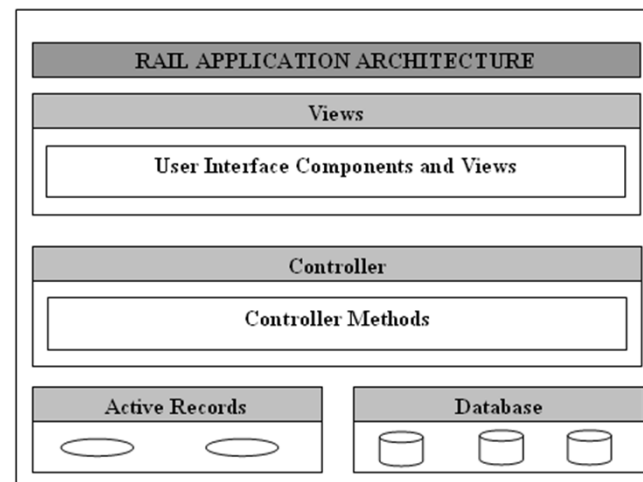 RAIL APPLICATION ARCHITECTURE
Views
User Interface Components and Views
Controller
Controller Methods
Active Records
Database